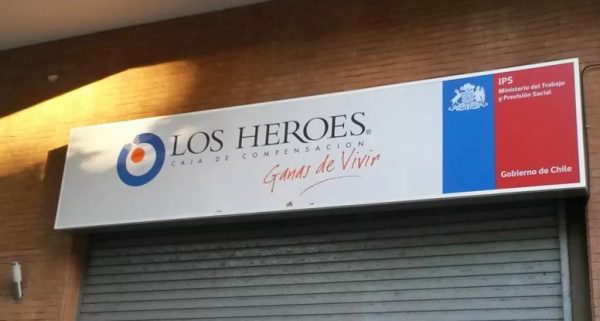 LOS HEROES®
CAJA DE COMPENSACION
Ganas de Vivir
IPS
Ministerio del Trabajo
y Previsión Social
Gobierno de Chile